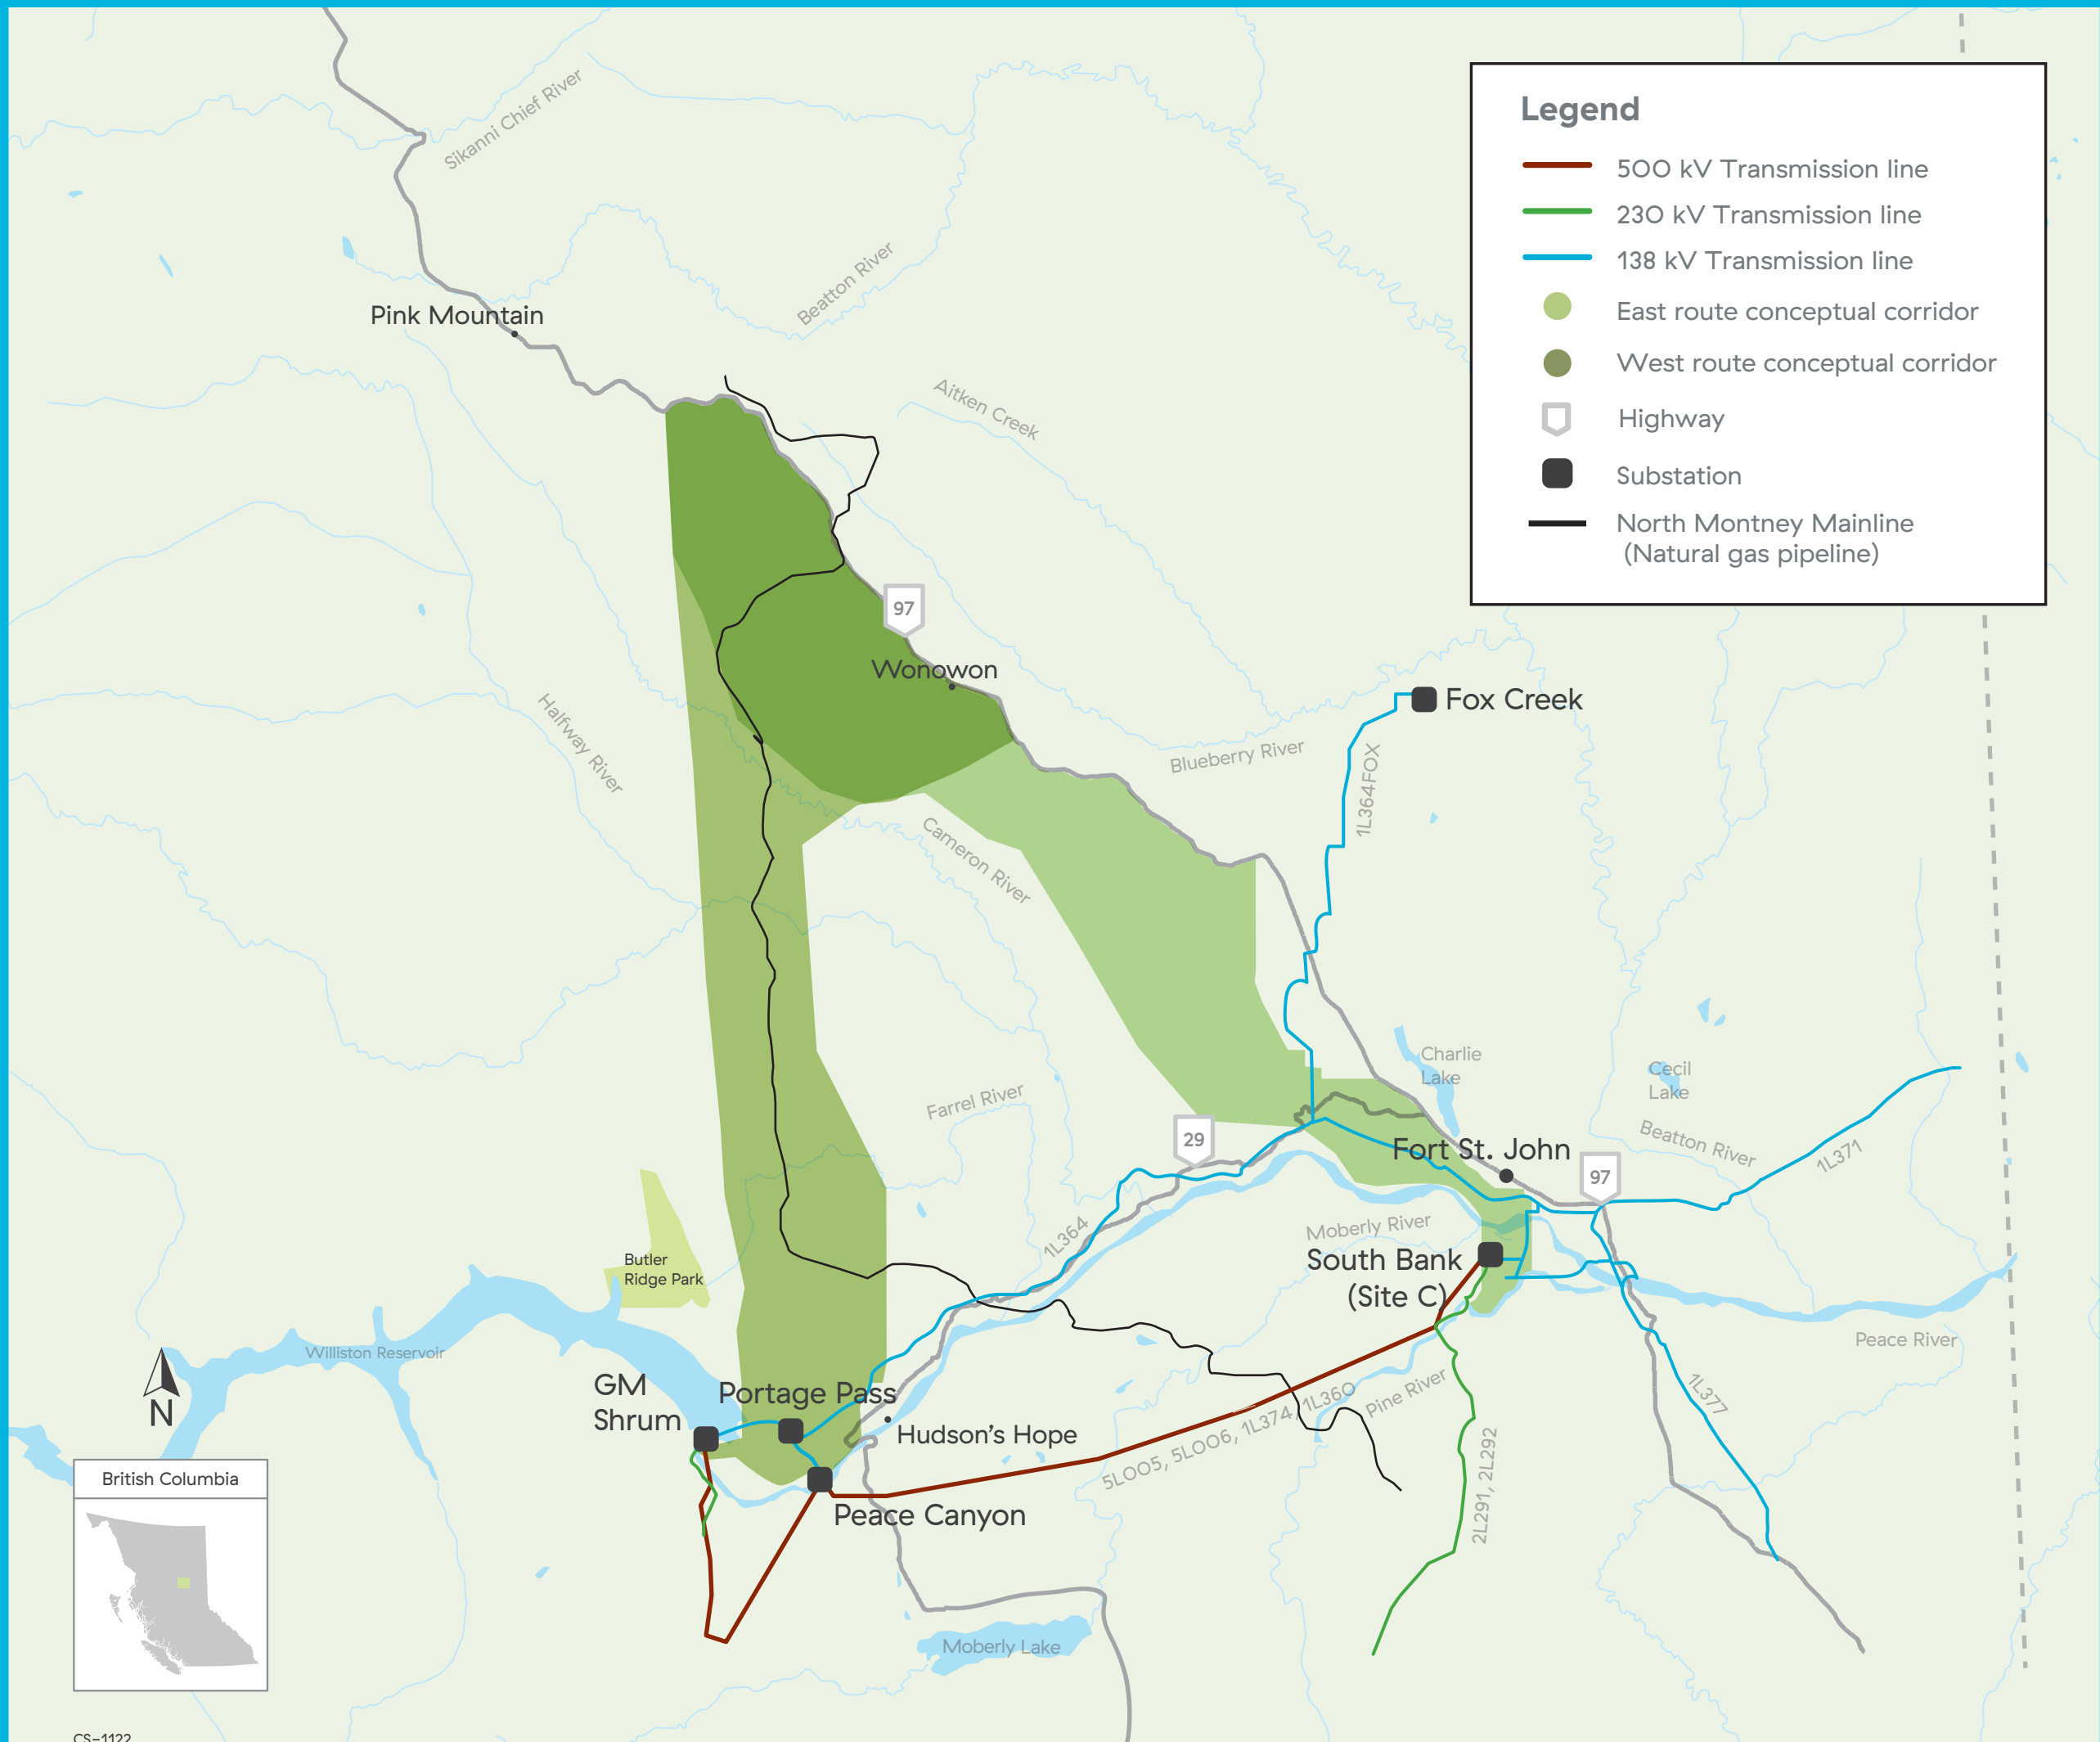 Legend
500 kV Transmission line
230 kV Transmission line
138 kV Transmission line
East route conceptual corridor
West route conceptual corridor
Highway
Substation
North Montney Mainline
(Natural gas pipeline)
Sikanni Chief River
Beatton River
Pink Mountain
Aitken Creek
97
Wonowon
Fox Creek
Halfway River
Blueberry River
1L364FOX
Cameron River
Charlie
Lake
Cecil
Lake
Farrel River
29
Fort St. John
Beatton River
1L371
97
1L364
Moberly River
South Bank
(Site C)
Butler
Ridge Park
Peace River
Williston Reservoir
N
GM
Shrum
Portage Pass
Hudson's Hope
Pine River
5L005, 5L006, 1L374, 1L360
1L377
2L291, 2L292
Peace Canyon
British Columbia
Moberly Lake
CS-1122